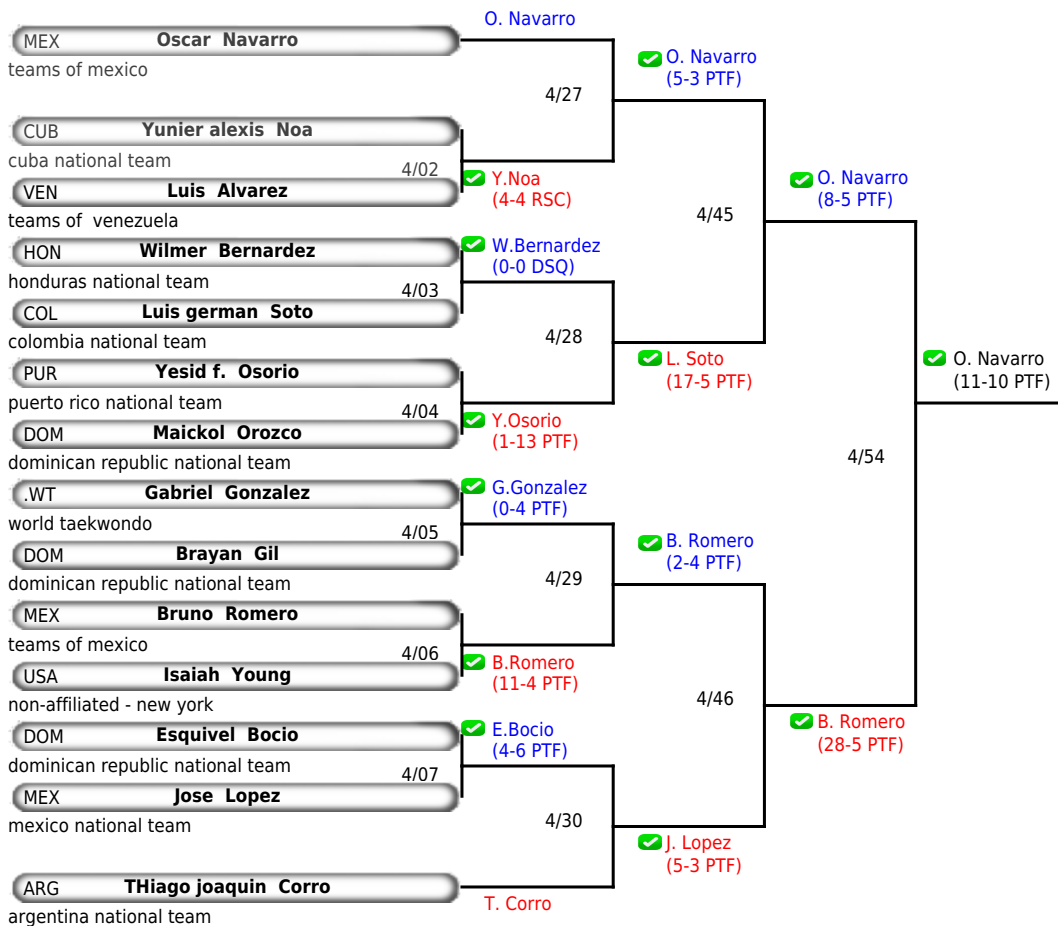 O. Navarro
MEX Oscar Navarro
teams of mexico
O. Navarro
(5-3 PTF)
4/27
CUB Yunier alexis Noa
cuba national team
4/02
Y.Noa
(4-4 RSC)
VEN Luis Alvarez
teams of venezuela
O. Navarro
(8-5 PTF)
4/45
HON Wilmer Bernardez
honduras national team
W.Bernardez
(0-0 DSQ)
4/03
COL Luis german Soto
colombia national team
4/28
L. Soto
(17-5 PTF)
PUR Yesid f. Osorio
puerto rico national team
4/04
Y.Osorio
(1-13 PTF)
DOM Maickol Orozco
dominican republic national team
O. Navarro
(11-10 PTF)
4/54
.WT Gabriel Gonzalez
world taekwondo
G.Gonzalez
(0-4 PTF)
4/05
DOM Brayan Gil
dominican republic national team
B. Romero
(2-4 PTF)
4/29
MEX Bruno Romero
teams of mexico
4/06
B.Romero
(11-4 PTF)
USA Isaiah Young
non-affiliated - new york
4/46
B. Romero
(28-5 PTF)
DOM Esquivel Bocio
dominican republic national team
E.Bocio
(4-6 PTF)
4/07
MEX Jose Lopez
mexico national team
4/30
J. Lopez
(5-3 PTF)
ARG THiago joaquin Corro
argentina national team
T. Corro